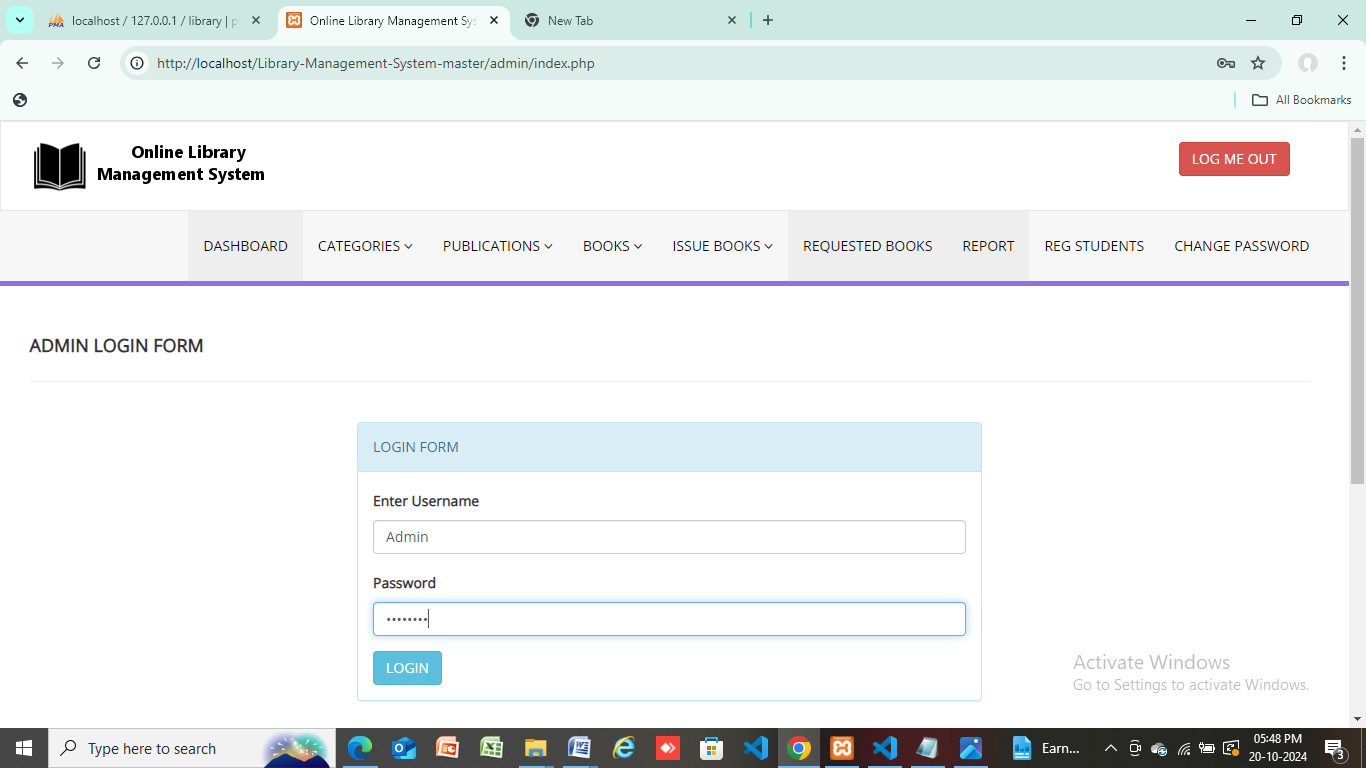 localhost / 127.0.0.1 / library | p
Online Library Management Sys
New Tab
http://localhost/Library-Management-System-master/admin/index.php
All Bookmarks
Online Library
Management System
LOG ME OUT
DASHBOARD CATEGORIES PUBLICATIONS BOOKS ISSUE BOOKS REQUESTED BOOKS REPORT REG STUDENTS CHANGE PASSWORD
ADMIN LOGIN FORM
LOGIN FORM
Enter Username
Admin
Password
••••••••
LOGIN
Activate Windows
Go to Settings to activate Windows.
Type here to search
Earn...
05:48 PM
20-10-2024
3